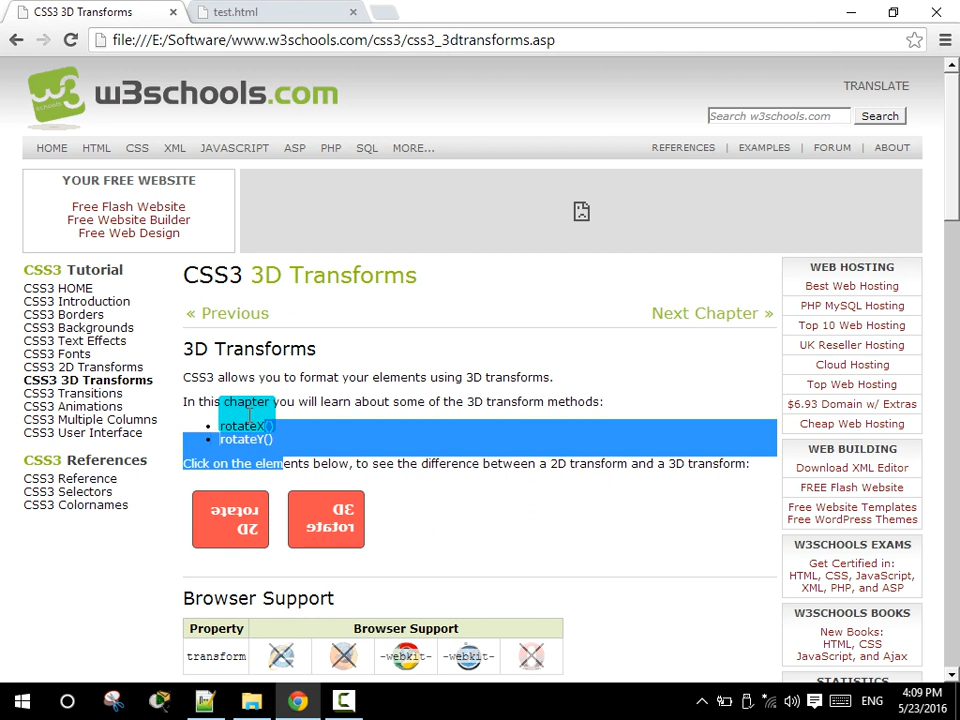 CSS3 3D Transforms
test.html
file:///E:/Software/www.w3schools.com/css3/css3_3dtransforms.asp
w3schools.com
TRANSLATE
Search w3schools.com
Search
HOME HTML CSS XML JAVASCRIPT ASP PHP SQL MORE...
REFERENCES | EXAMPLES | FORUM | ABOUT
YOUR FREE WEBSITE
Free Flash Website
Free Website Builder
Free Web Design
CSS3 Tutorial
CSS3 HOME
CSS3 Introduction
CSS3 Borders
CSS3 Backgrounds
CSS3 Text Effects
CSS3 Fonts
CSS3 2D Transforms
CSS3 3D Transforms
CSS3 Transitions
CSS3 Animations
CSS3 Multiple Columns
CSS3 User Interface
CSS3 References
CSS3 Reference
CSS3 Selectors
CSS3 Colornames
CSS3 3D Transforms
« Previous
Next Chapter »
3D Transforms
CSS3 allows you to format your elements using 3D transforms.
In this chapter you will learn about some of the 3D transform methods:
• rotateX()
• rotateY()
Click on the elements below, to see the difference between a 2D transform and a 3D transform:
2D
rotate
3D
rotate
Browser Support
Property Browser Support
transform -webkit- -webkit-
WEB HOSTING
Best Web Hosting
PHP MySQL Hosting
Top 10 Web Hosting
UK Reseller Hosting
Cloud Hosting
Top Web Hosting
$6.93 Domain w/ Extras
Cheap Web Hosting
WEB BUILDING
Download XML Editor
FREE Flash Website
Free Website Templates
Free WordPress Themes
W3SCHOOLS EXAMS
Get Certified in:
HTML, CSS, JavaScript,
XML, PHP, and ASP
W3SCHOOLS BOOKS
New Books:
HTML, CSS
JavaScript, and Ajax
STATISTICS
ENG
4:09 PM
5/23/2016